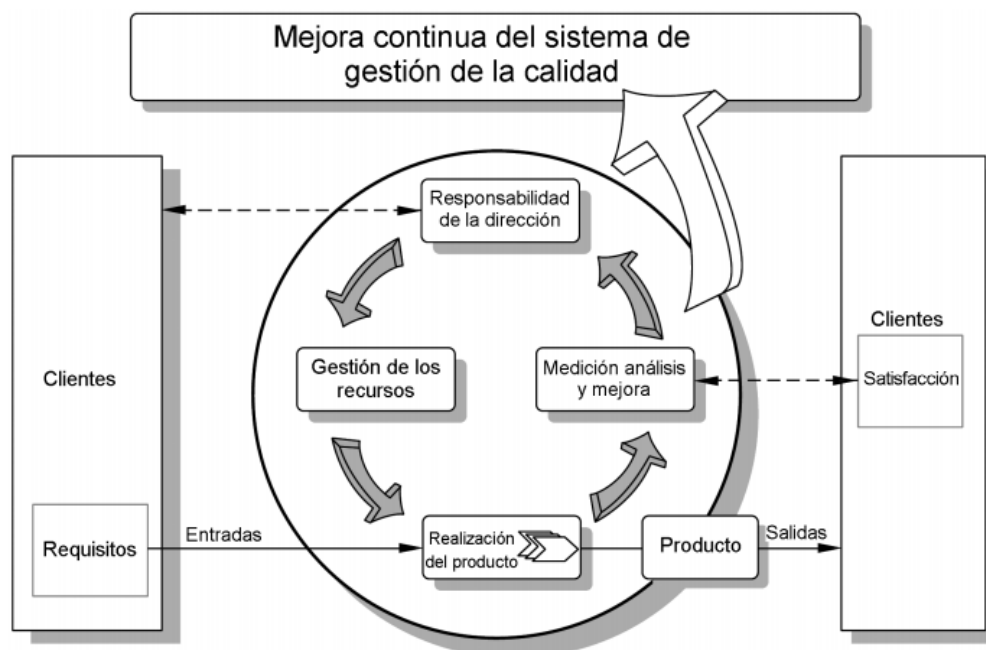 Mejora continua del sistema de
gestión de la calidad
Responsabilidad
de la dirección
Clientes
Gestión de los
recursos
Medición análisis
y mejora
Clientes
Satisfacción
Requisitos
Entradas
Realización
del producto
Producto
Salidas